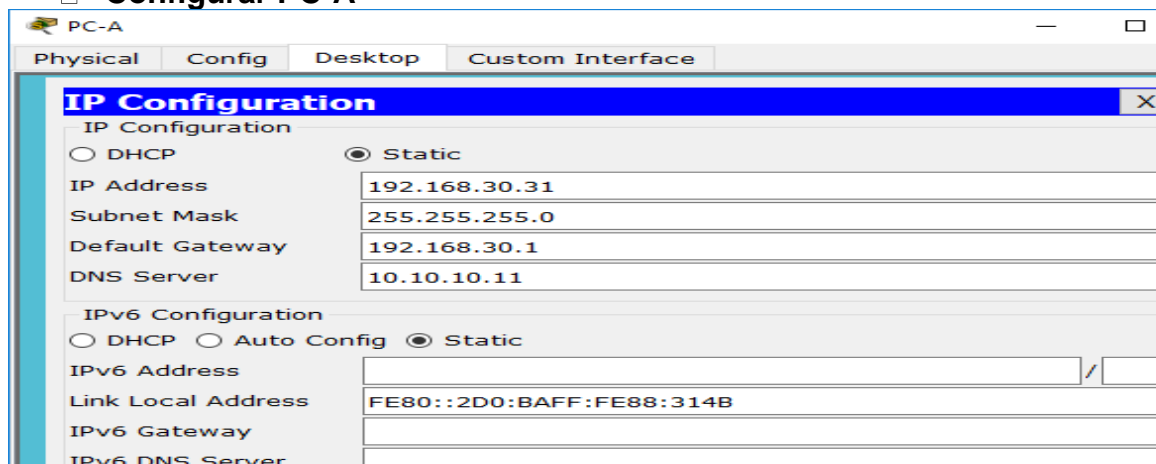 Configurar PC-A
PC-A
Physical Config Desktop Custom Interface
IP Configuration X
IP Configuration
DHCP Static
IP Address 192.168.30.31
Subnet Mask 255.255.255.0
Default Gateway 192.168.30.1
DNS Server 10.10.10.11
IPv6 Configuration
DHCP Auto Config Static
IPv6 Address /
Link Local Address FE80::2D0:BAFF:FE88:314B
IPv6 Gateway
IPv6 DNS Server